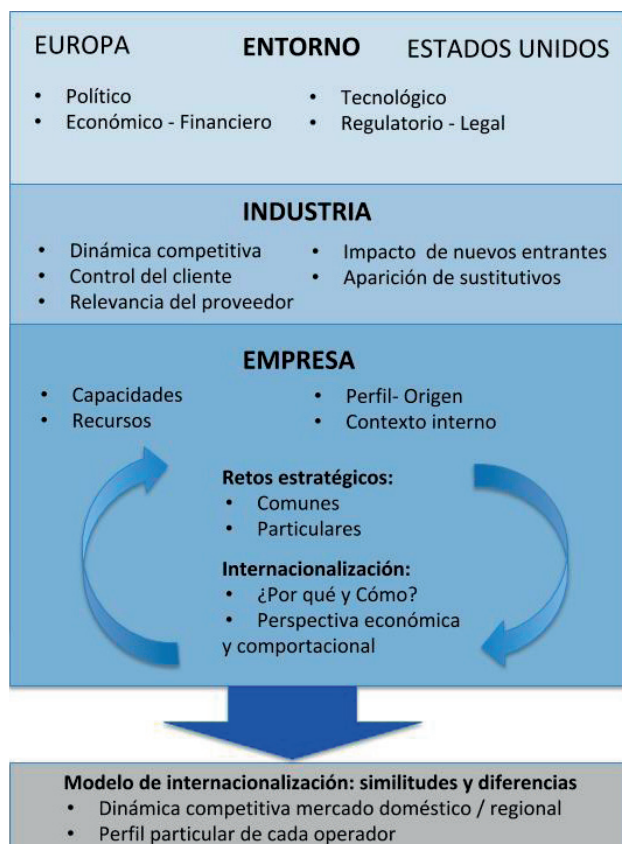 EUROPA ENTORNO ESTADOS UNIDOS
• Político
• Económico - Financiero
• Tecnológico
• Regulatorio - Legal
INDUSTRIA
• Dinámica competitiva
• Control del cliente
• Relevancia del proveedor
• Impacto de nuevos entrantes
• Aparición de sustitutivos
EMPRESA
• Capacidades
• Recursos
• Perfil- Origen
• Contexto interno
Retos estratégicos:
• Comunes
• Particulares
Internacionalización:
• ¿Por qué y Cómo?
• Perspectiva económica
y comportacional
Modelo de internacionalización: similitudes y diferencias
• Dinámica competitiva mercado doméstico / regional
• Perfil particular de cada operador